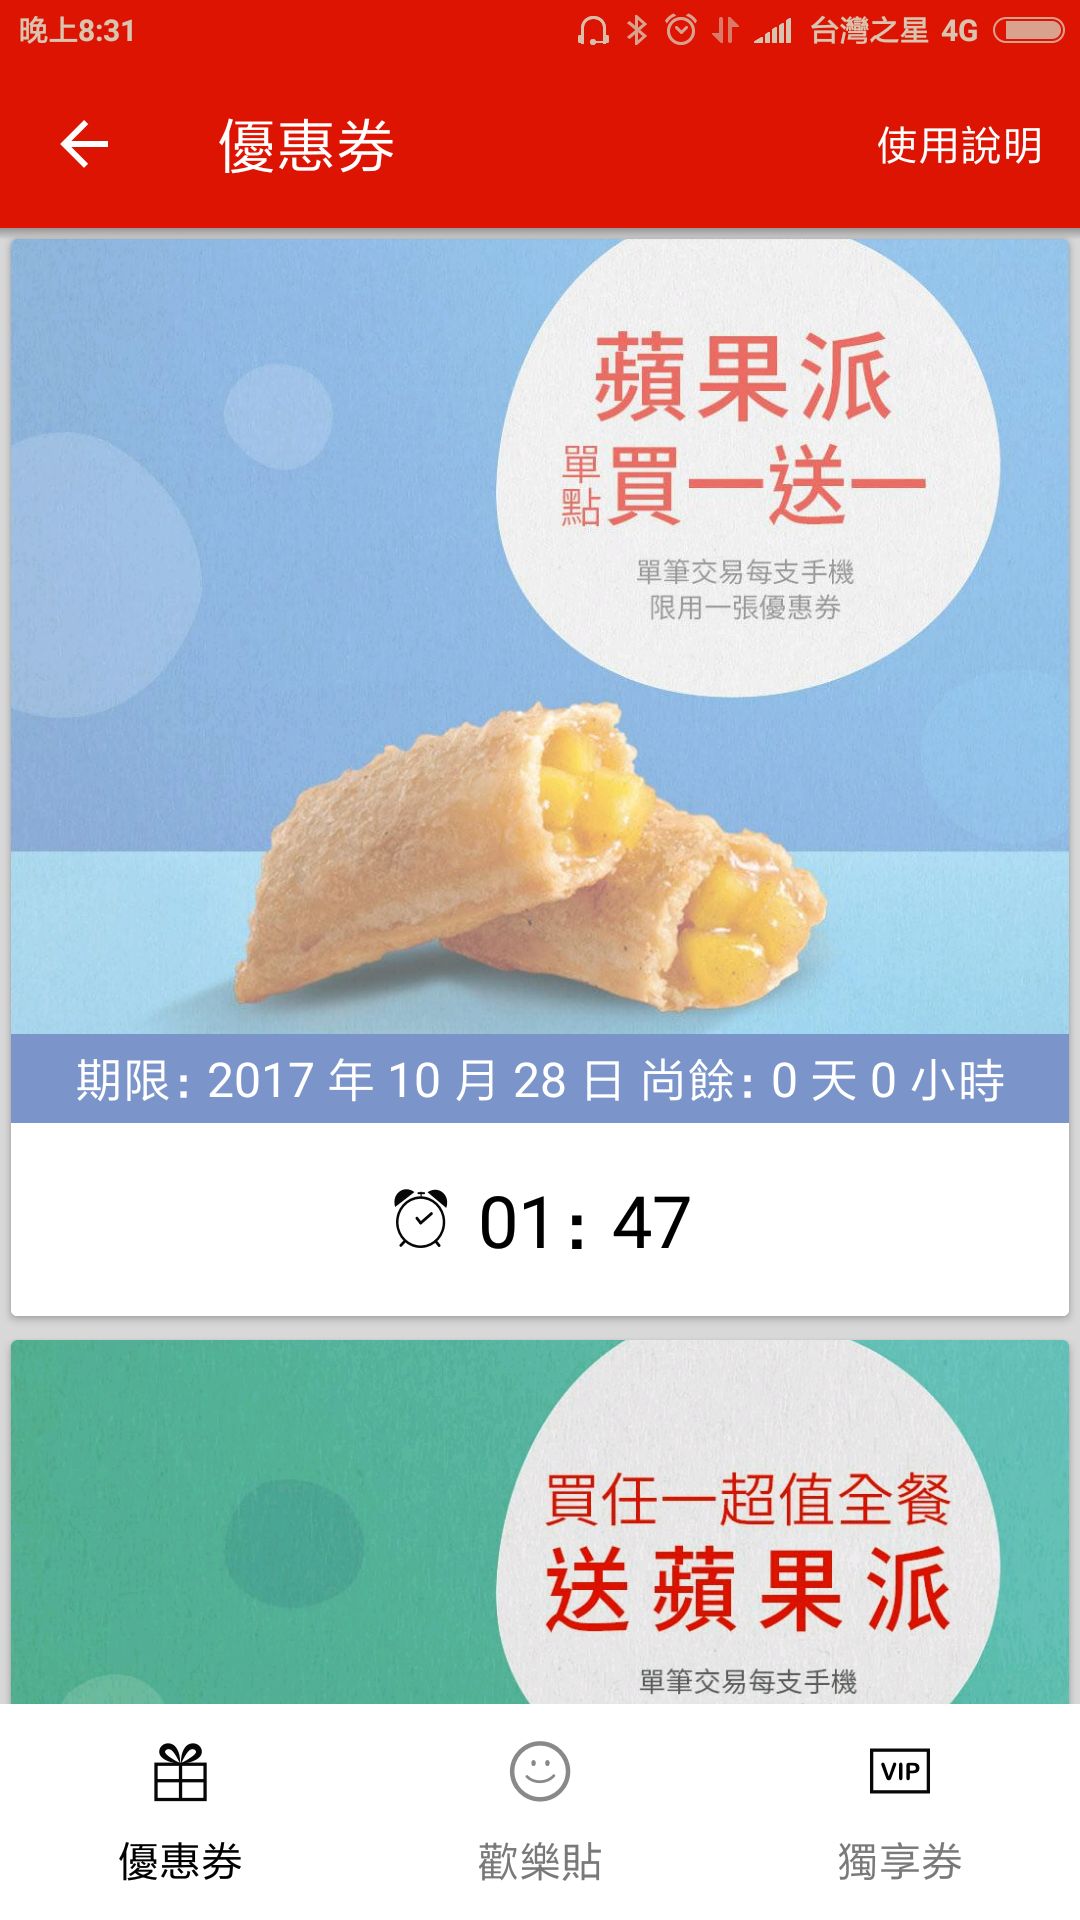 晚上8:31
台灣之星 4G
優惠券
使用說明
蘋果派
單點買一送一
單筆交易每支手機
限用一張優惠券
期限：2017 年 10 月 28 日 尚餘：0 天 0 小時
01：47
買任一超值全餐
送蘋果派
單筆交易每支手機
VIP
優惠券
歡樂貼
獨享券